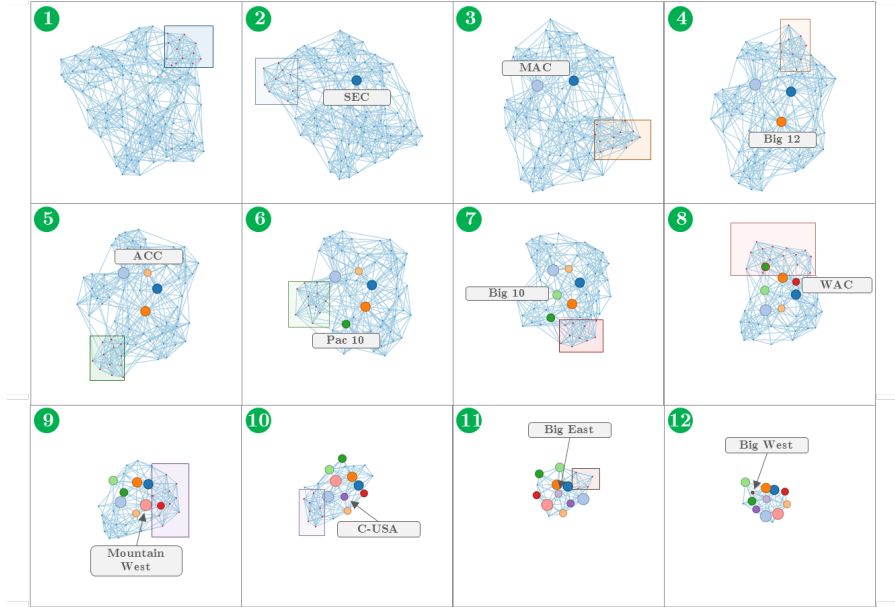 1
2
3
4
SEC
MAC
Big 12
5
6
7
8
ACC
Pac 10
Big 10
WAC
9
10
11
12
Mountain
West
C-USA
Big East
Big West